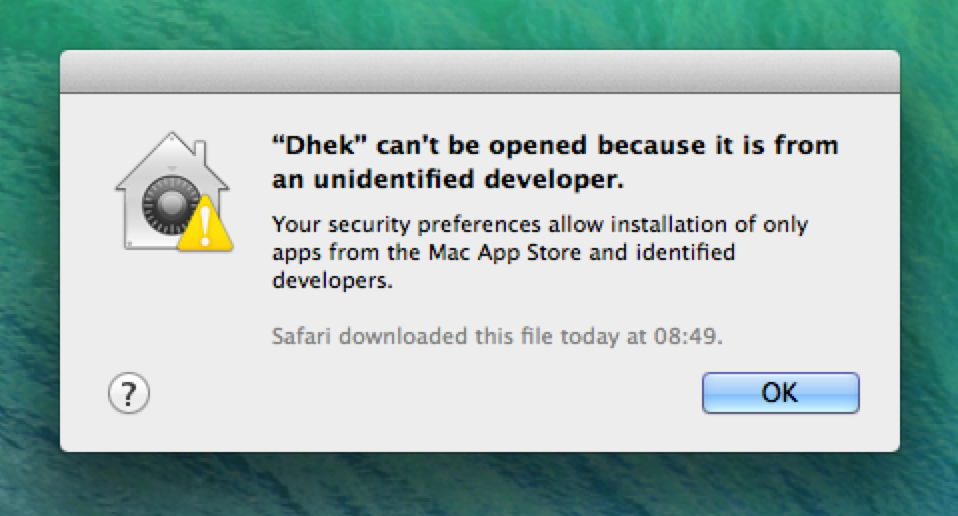 “Dhek” can't be opened because it is from
an unidentified developer.
Your security preferences allow installation of only
apps from the Mac App Store and identified
developers.
Safari downloaded this file today at 08:49.
?
OK